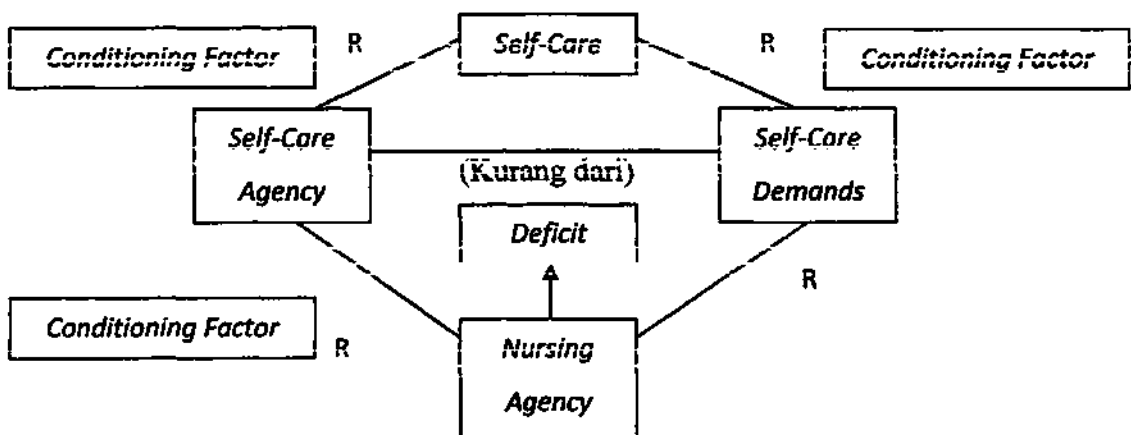 R
Self-Care
R
Conditioning Factor
Conditioning Factor
Self-Care
Agency
Self-Care
Demands
(Kurang dari)
Deficit
R
Conditioning Factor
R
Nursing
Agency